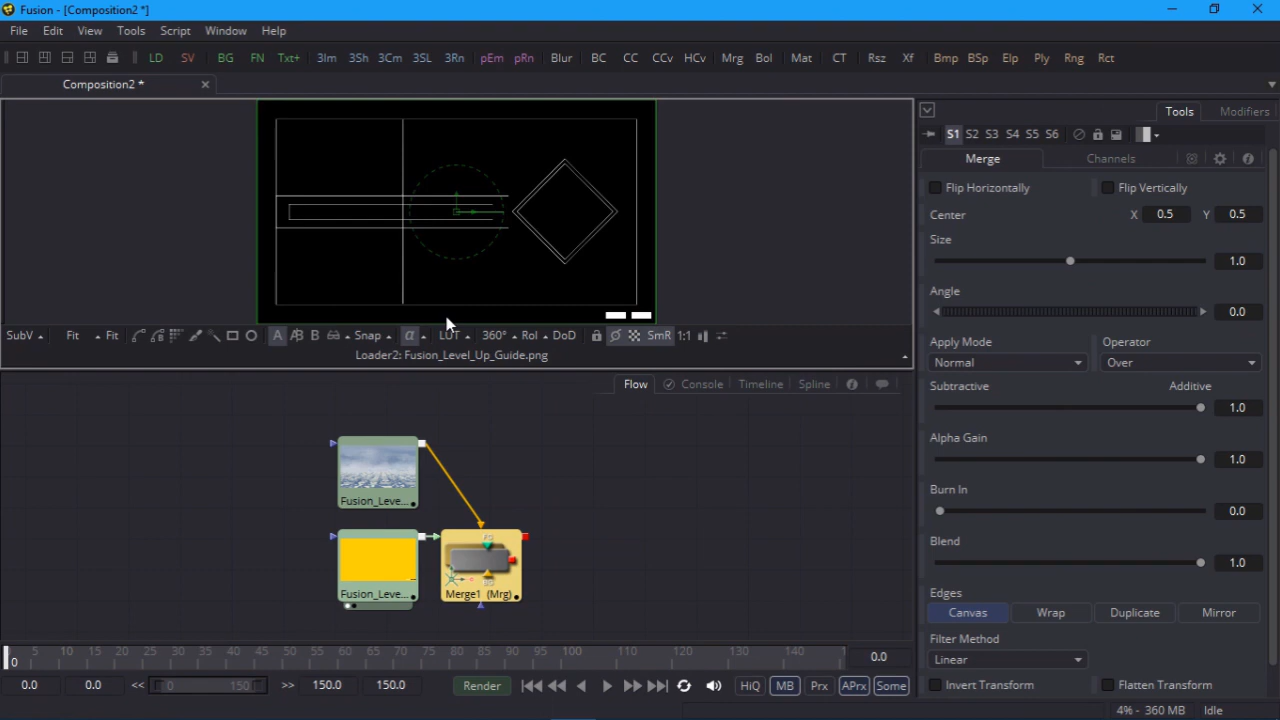 Fusion - [Composition2 *]
File Edit View Tools Script Window Help
LD SV BG FN Txt+ 3Im 3Sh 3Cm 3SL 3Rn pEm pRn Blur BC CC CCv HCv Mrg Bol Mat CT Rsz Xf Bmp BSp Elp Ply Rng Rct
Composition2 *
Tools Modifiers
S1 S2 S3 S4 S5 S6
Merge Channels
Flip Horizontally Flip Vertically
Center X 0.5 Y 0.5
Size
1.0
Angle
0.0
Apply Mode Operator
Normal Over
Subtractive Additive
1.0
Alpha Gain
1.0
Burn In
0.0
Blend
1.0
Edges
Canvas Wrap Duplicate Mirror
Filter Method
Linear
Invert Transform Flatten Transform
SubV Fit Fit A B Snap α LUT 360° RoI DoD SmR 1:1
Loader2: Fusion_Level_Up_Guide.png
Flow Console Timeline Spline
Fusion_Leve...
FG
BG
Fusion_Leve... Merge1 (Mrg)
0 5 10 15 20 25 30 35 40 45 50 55 60 65 70 75 80 85 90 95 100 110 120 130 140 0.0
0.0 0.0 << 0 150 >> 150.0 150.0 Render HiQ MB Prx APrx Some
4% - 360 MB Idle